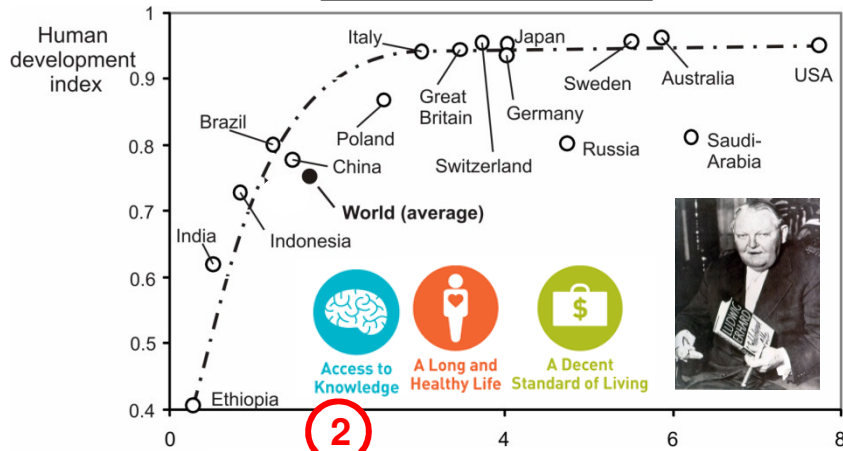 Human
development
index
1
0.9
0.8
0.7
0.6
0.5
0.4
0
2
4
6
8
Italy
Japan
Great
Britain
Switzerland
Germany
Sweden
Australia
USA
Poland
Brazil
China
World (average)
Russia
Saudi-
Arabia
Indonesia
India
Ethiopia
Access to
Knowledge
A Long and
Healthy Life
$
A Decent
Standard of Living
LUDWIG
ERHARD